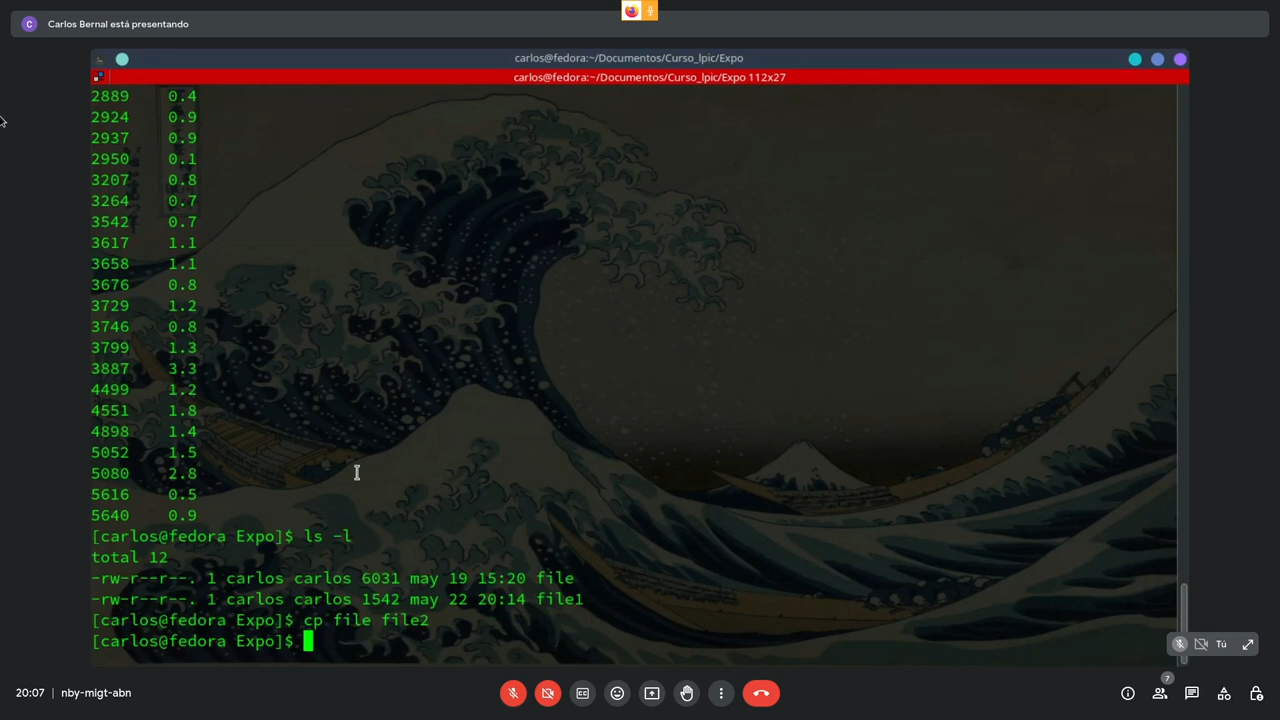 C Carlos Bernal está presentando
carlos@fedora:~/Documentos/Curso_lpic/Expo
carlos@fedora:~/Documentos/Curso_lpic/Expo 112x27
2889 0.4
2924 0.9
2937 0.9
2950 0.1
3207 0.8
3264 0.7
3542 0.7
3617 1.1
3658 1.1
3676 0.8
3729 1.2
3746 0.8
3799 1.3
3887 3.3
4499 1.2
4551 1.8
4898 1.4
5052 1.5
5080 2.8
5616 0.5
5640 0.9
[carlos@fedora Expo]$ ls -l
total 12
-rw-r--r--. 1 carlos carlos 6031 may 19 15:20 file
-rw-r--r--. 1 carlos carlos 1542 may 22 20:14 file1
[carlos@fedora Expo]$ cp file file2
[carlos@fedora Expo]$
Tú
20:07 | nby-migt-abn
7